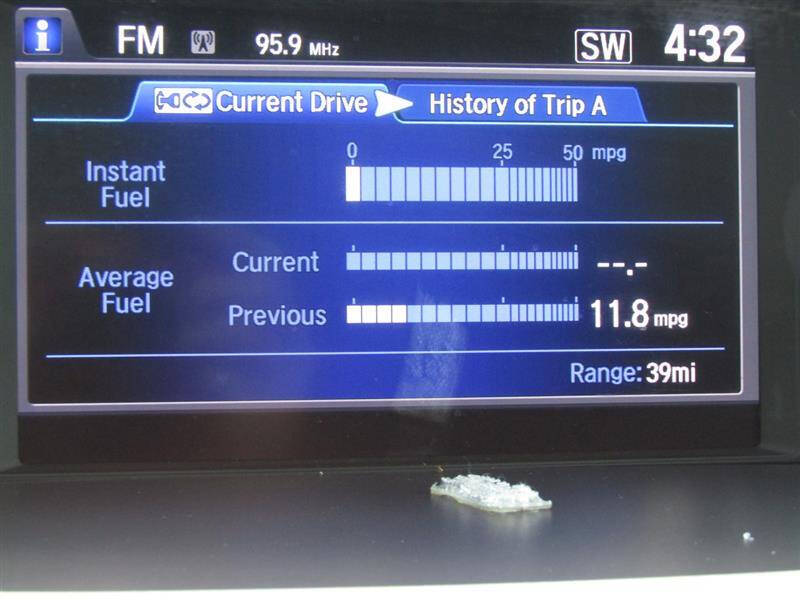 i FM 95.9 MHz SW 4:32
Current Drive History of Trip A
0 25 50 mpg
Instant
Fuel
Average
Fuel
Current --.-
Previous 11.8 mpg
Range: 39mi